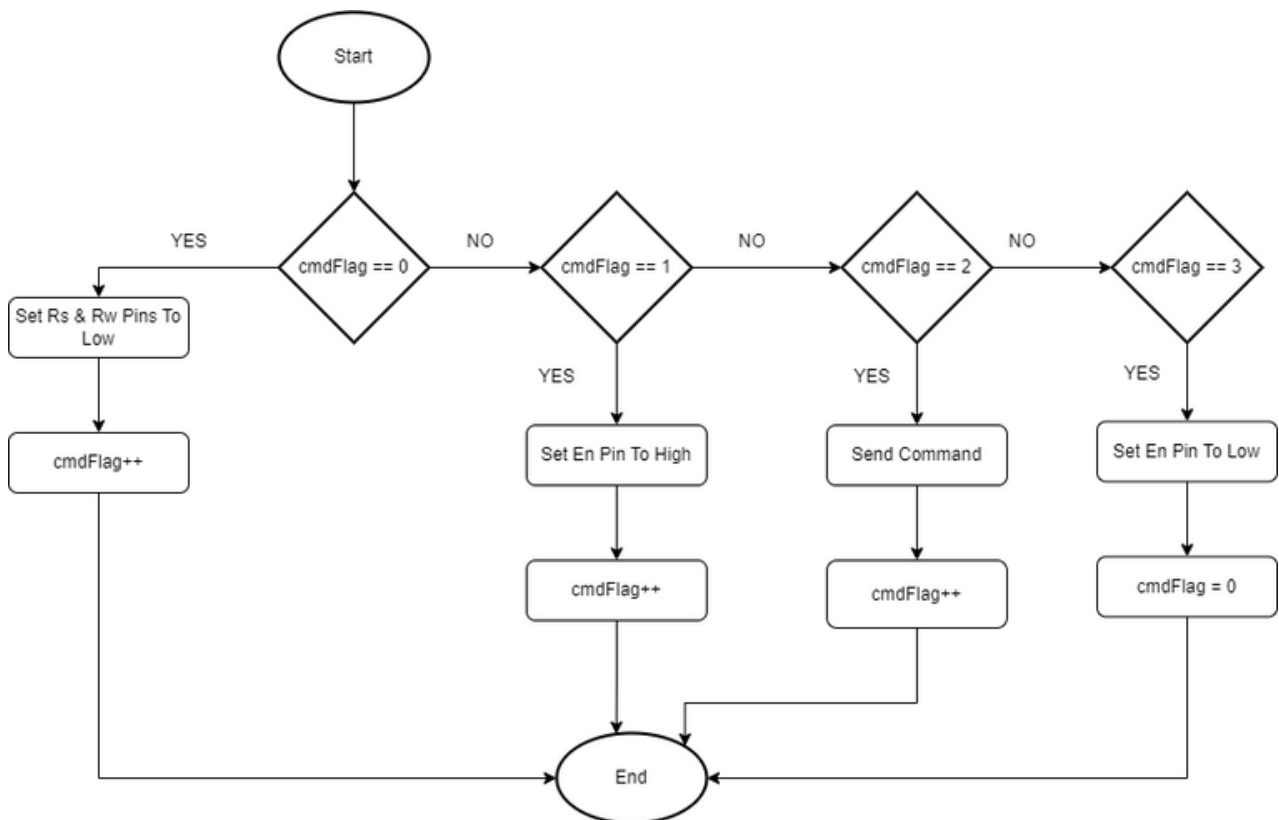 Start
YES
cmdFlag == 0
NO
cmdFlag == 1
NO
cmdFlag == 2
NO
cmdFlag == 3
Set Rs & Rw Pins To
Low
YES
YES
YES
cmdFlag++
Set En Pin To High
Send Command
Set En Pin To Low
cmdFlag++
cmdFlag++
cmdFlag = 0
End